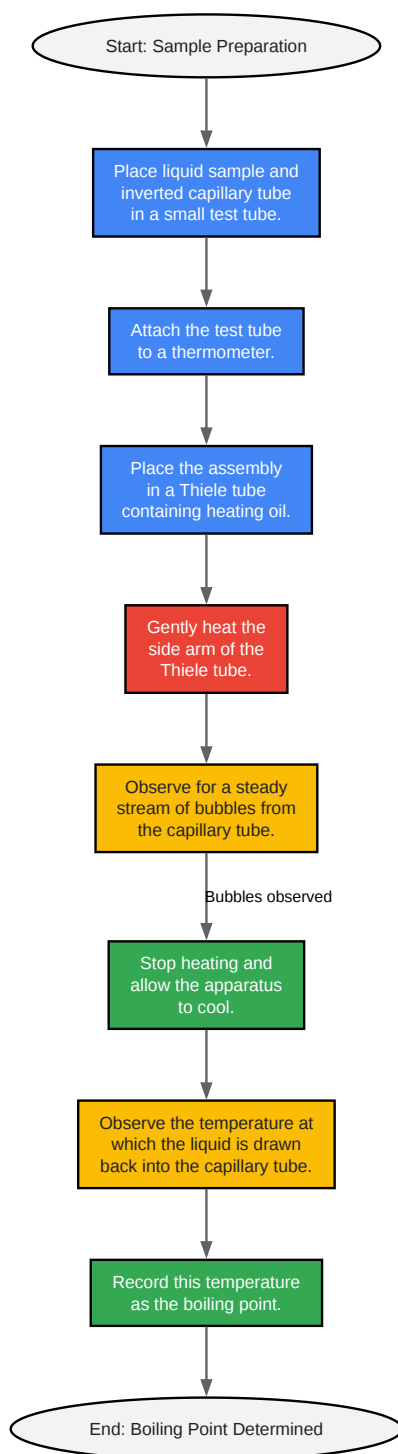 Start: Sample Preparation
Place liquid sample and
inverted capillary tube
in a small test tube.
Attach the test tube
to a thermometer.
Place the assembly
in a Thiele tube
containing heating oil.
Gently heat the
side arm of the
Thiele tube.
Observe for a steady
stream of bubbles from
the capillary tube.
Bubbles observed
Stop heating and
allow the apparatus
to cool.
Observe the temperature at
which the liquid is drawn
back into the capillary tube.
Record this temperature
as the boiling point.
End: Boiling Point Determined